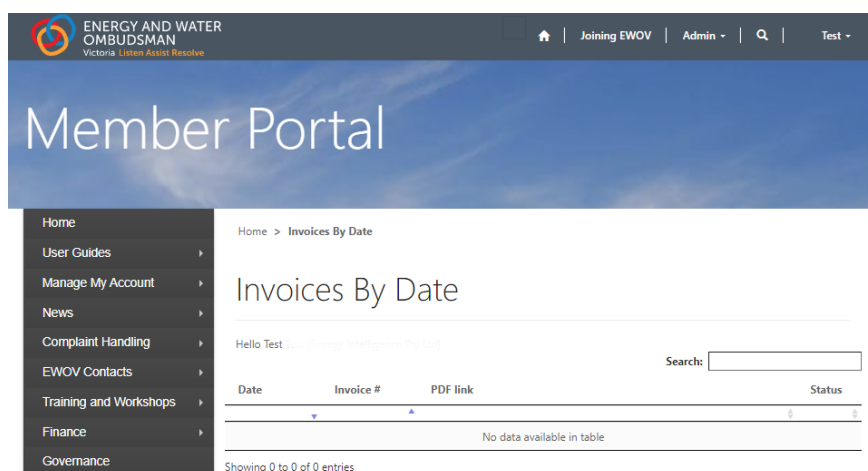 ENERGY AND WATER
OMBUDSMAN
Victoria Listen Assist Resolve
Joining EWOV
Admin
Test
Member Portal
Home
User Guides
Manage My Account
News
Complaint Handling
EWOV Contacts
Training and Workshops
Finance
Governance
Home > Invoices By Date
Invoices By Date
Hello Test
Search:
Date Invoice # PDF link Status
No data available in table
Showing 0 to 0 of 0 entries